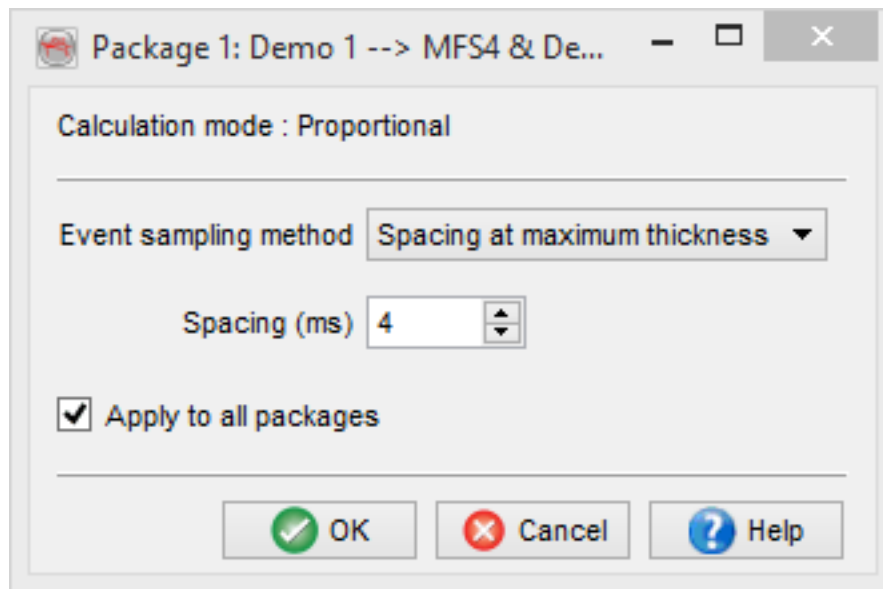 Package 1: Demo 1 --> MFS4 & De...
Calculation mode : Proportional
Event sampling method Spacing at maximum thickness
Spacing (ms) 4
Apply to all packages
OK Cancel Help